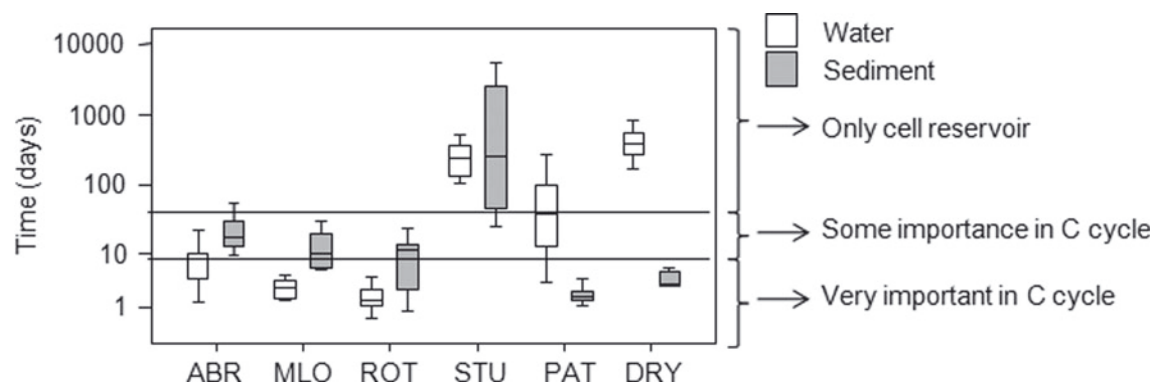 Time (days)
10000
1000
100
10
1
ABR MLO ROT STU PAT DRY
Water
Sediment
Only cell reservoir
Some importance in C cycle
Very important in C cycle